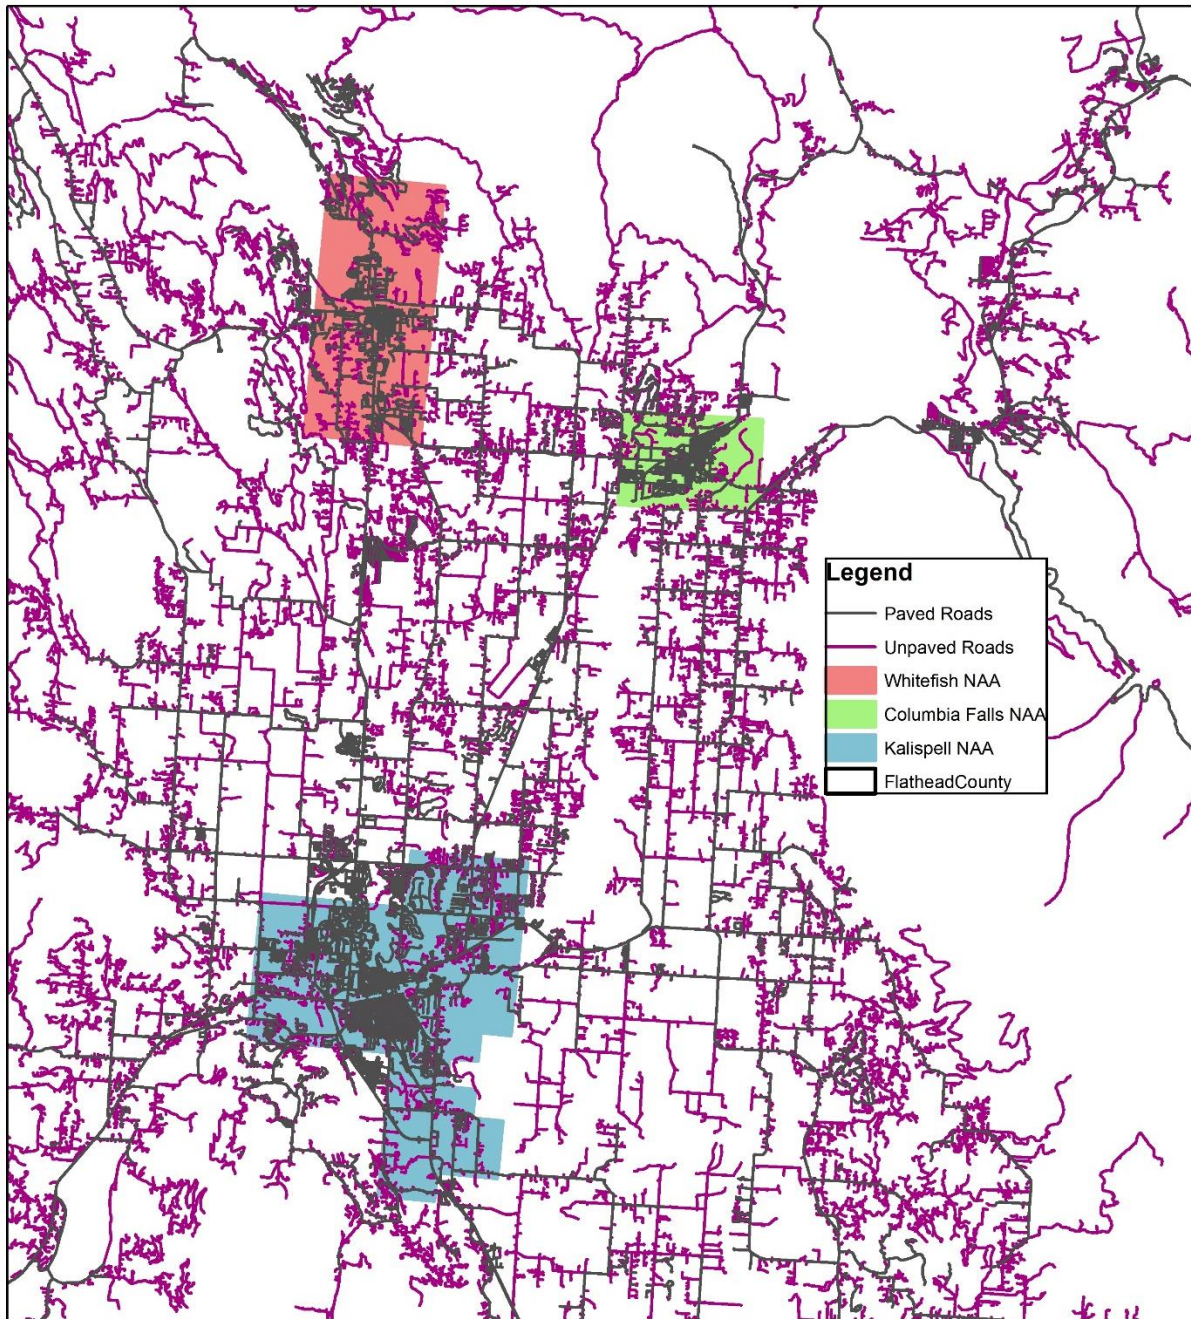 Legend
Paved Roads
Unpaved Roads
Whitefish NAA
Columbia Falls NAA
Kalispell NAA
FlatheadCounty